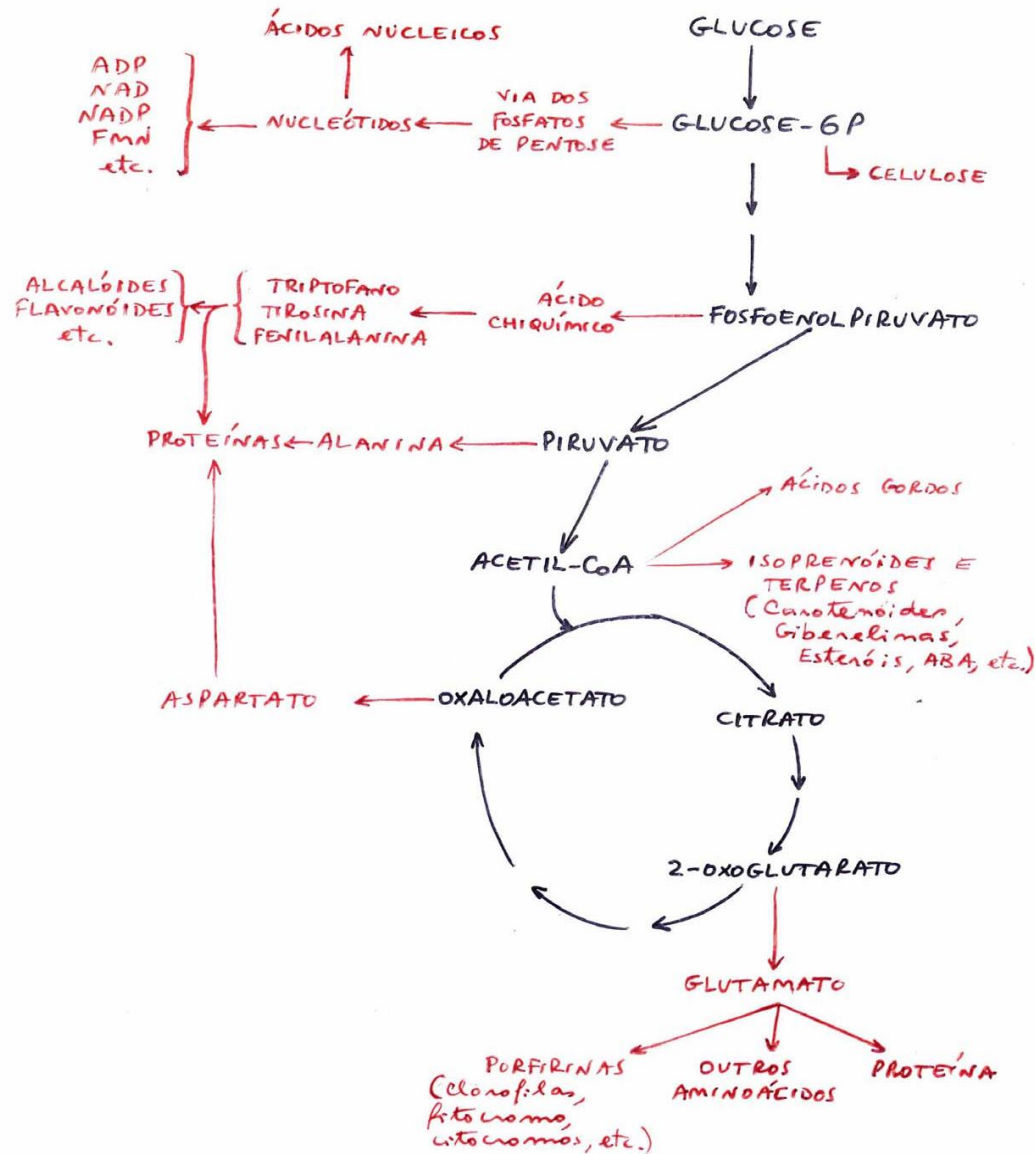 ÁCIDOS NUCLEICOS
GLUCOSE
ADP
NAD
NADP
FMN
etc.
NUCLEÓTIDOS
VIA DOS
FOSFATOS
DE PENTOSE
GLUCOSE-6P
CELULOSE
ALCALÓIDES
FLAVONÓIDES
etc.
TRIPTOFANO
TIROSINA
FENILALANINA
ÁCIDO
CHIQUÍMICO
FOSFOENOLPIRUVATO
PROTEÍNAS
ALANINA
PIRUVATO
ÁCIDOS GORDOS
ACETIL-CoA
ISOPRENÓIDES E
TERPENOS
(Carotenóides,
Giberelinas,
Esteróis, ABA, etc.)
ASPARTATO
OXALOACETATO
CITRATO
2-OXOGLUTARATO
GLUTAMATO
PORFIRINAS
(clorofilas,
fitocromo,
citocromos, etc.)
OUTROS
AMINOÁCIDOS
PROTEÍNA